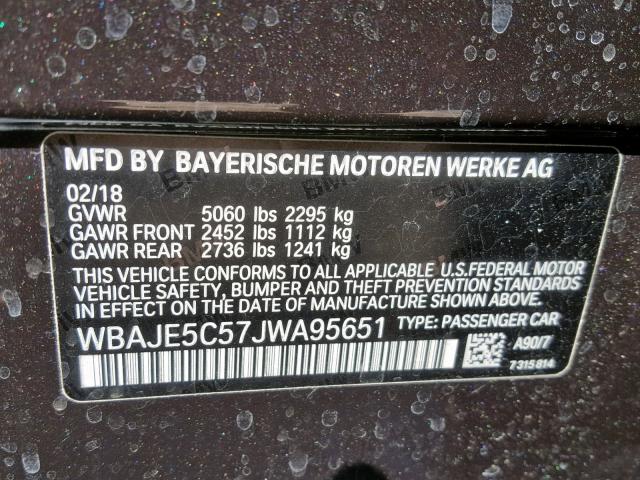 MFD BY BAYERISCHE MOTOREN WERKE AG
02/18
GVWR 5060 lbs 2295 kg
GAWR FRONT 2452 lbs 1112 kg
GAWR REAR 2736 lbs 1241 kg
THIS VEHICLE CONFORMS TO ALL APPLICABLE U.S.FEDERAL MOTOR
VEHICLE SAFETY, BUMPER, AND THEFT PREVENTION STANDARDS
IN EFFECT ON THE DATE OF MANUFACTURE SHOWN ABOVE.
WBAJE5C57JWA95651 TYPE: PASSENGER CAR
A90/7
7315814